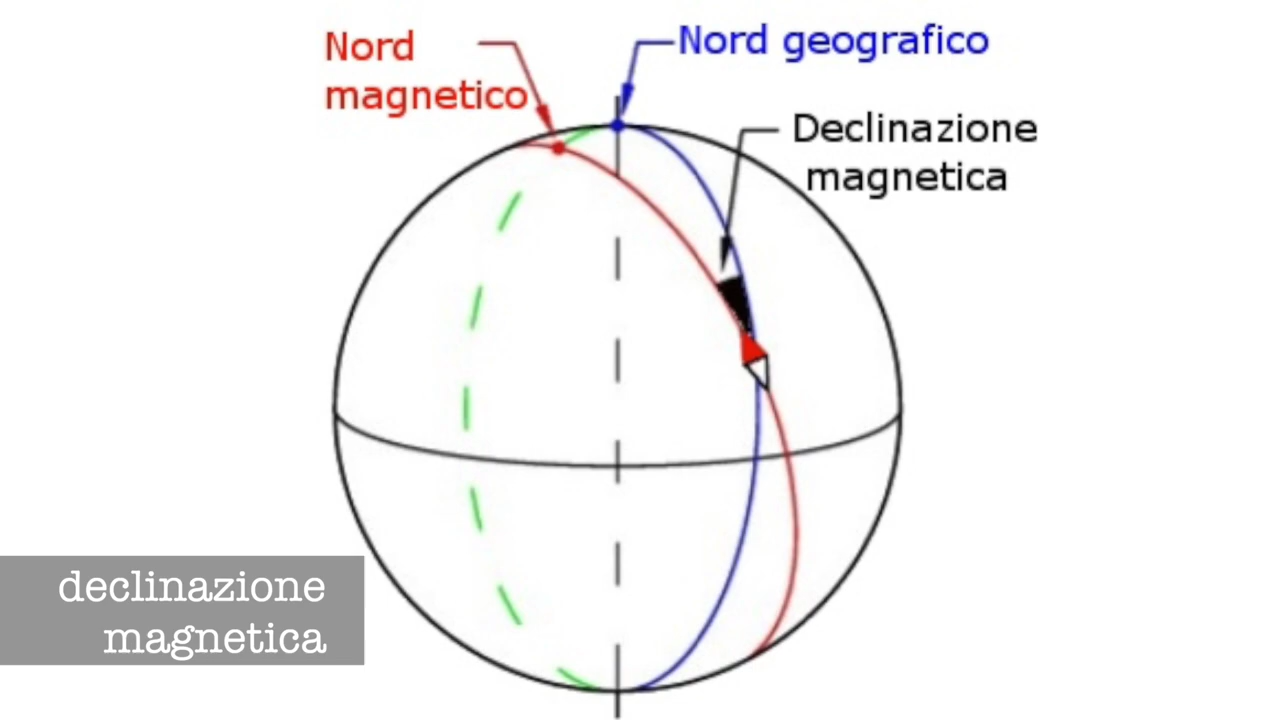 Nord
magnetico
Nord geografico
Declinazione
magnetica
declinazione
magnetica